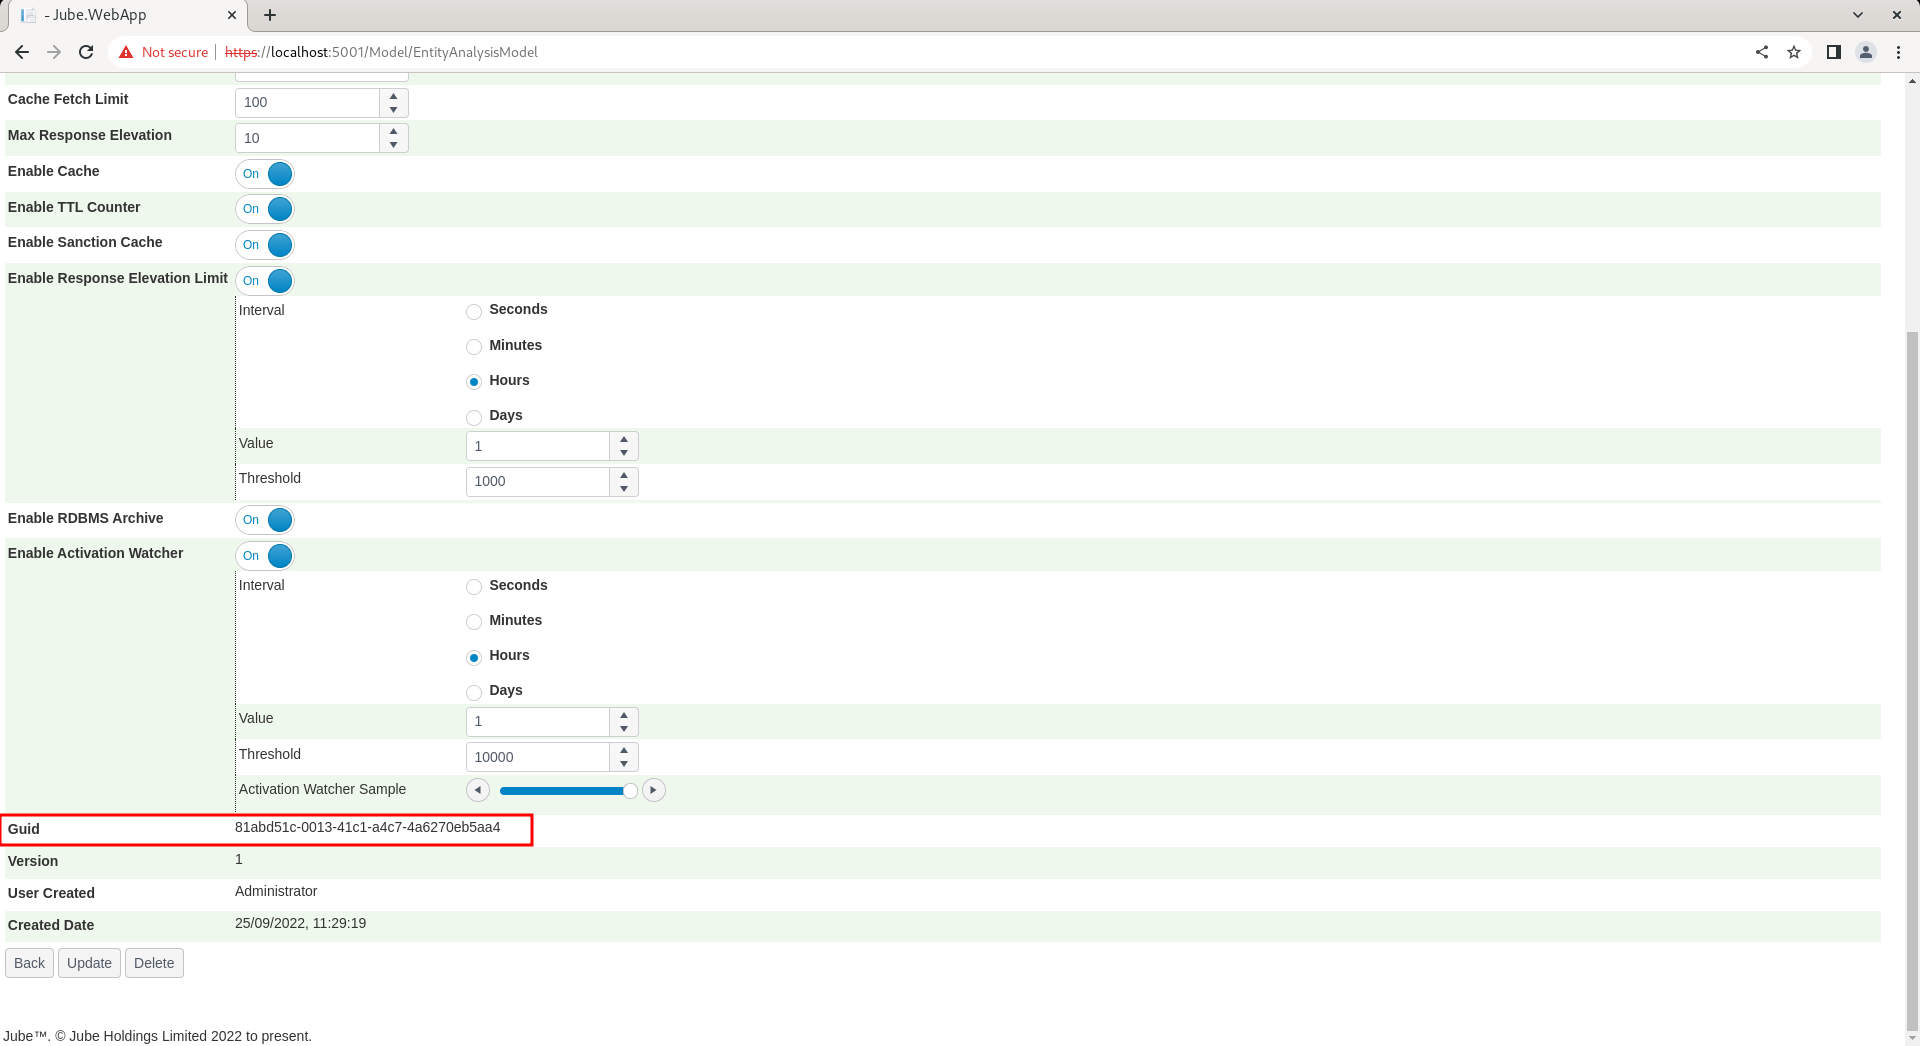 - Jube.WebApp
Not secure | https://localhost:5001/Model/EntityAnalysisModel
Cache Fetch Limit 100
Max Response Elevation 10
Enable Cache On
Enable TTL Counter On
Enable Sanction Cache On
Enable Response Elevation Limit On
Interval Seconds
Minutes
Hours
Days
Value 1
Threshold 1000
Enable RDBMS Archive On
Enable Activation Watcher On
Interval Seconds
Minutes
Hours
Days
Value 1
Threshold 10000
Activation Watcher Sample
Guid 81abd51c-0013-41c1-a4c7-4a6270eb5aa4
Version 1
User Created Administrator
Created Date 25/09/2022, 11:29:19
Back Update Delete
Jube™. © Jube Holdings Limited 2022 to present.